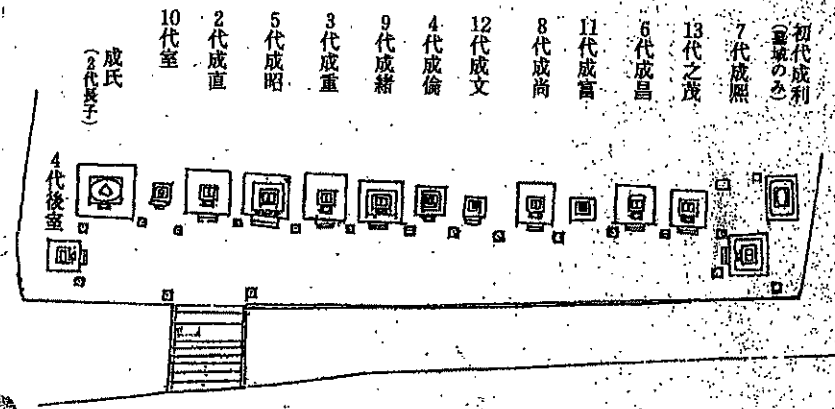 初代成利
(墓域のみ)
7代成煕
13代之茂
6代成昌
11代成富
8代成尚
12代成文
4代成倫
9代成緒
3代成重
5代成昭
2代成直
10代室
成氏
(2代長子)
4代後室